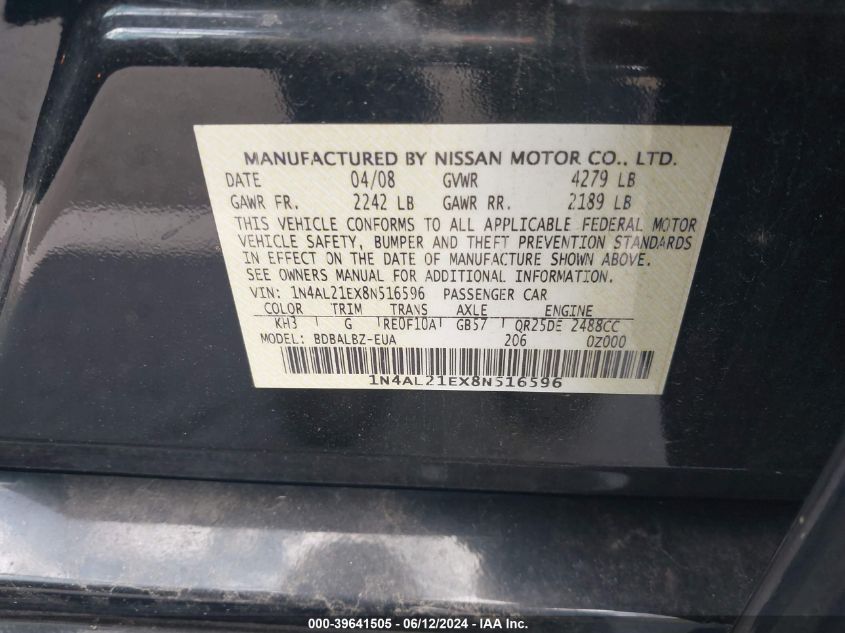 MANUFACTURED BY NISSAN MOTOR CO., LTD.
DATE 04/08 GVWR 4279 LB
GAWR FR. 2242 LB GAWR RR. 2189 LB
THIS VEHICLE CONFORMS TO ALL APPLICABLE FEDERAL MOTOR
VEHICLE SAFETY, BUMPER AND THEFT PREVENTION STANDARDS
IN EFFECT ON THE DATE OF MANUFACTURE SHOWN ABOVE.
SEE OWNERS MANUAL FOR ADDITIONAL INFORMATION.
VIN: 1N4AL21EX8N516596 PASSENGER CAR
COLOR TRIM TRANS AXLE ENGINE
KH3 G RE0F10A GB57 QR25DE 2488CC
MODEL: BDBALBZ-EUA 206 0Z000
1N4AL21EX8N516596
000-39641505 - 06/12/2024 - IAA Inc.